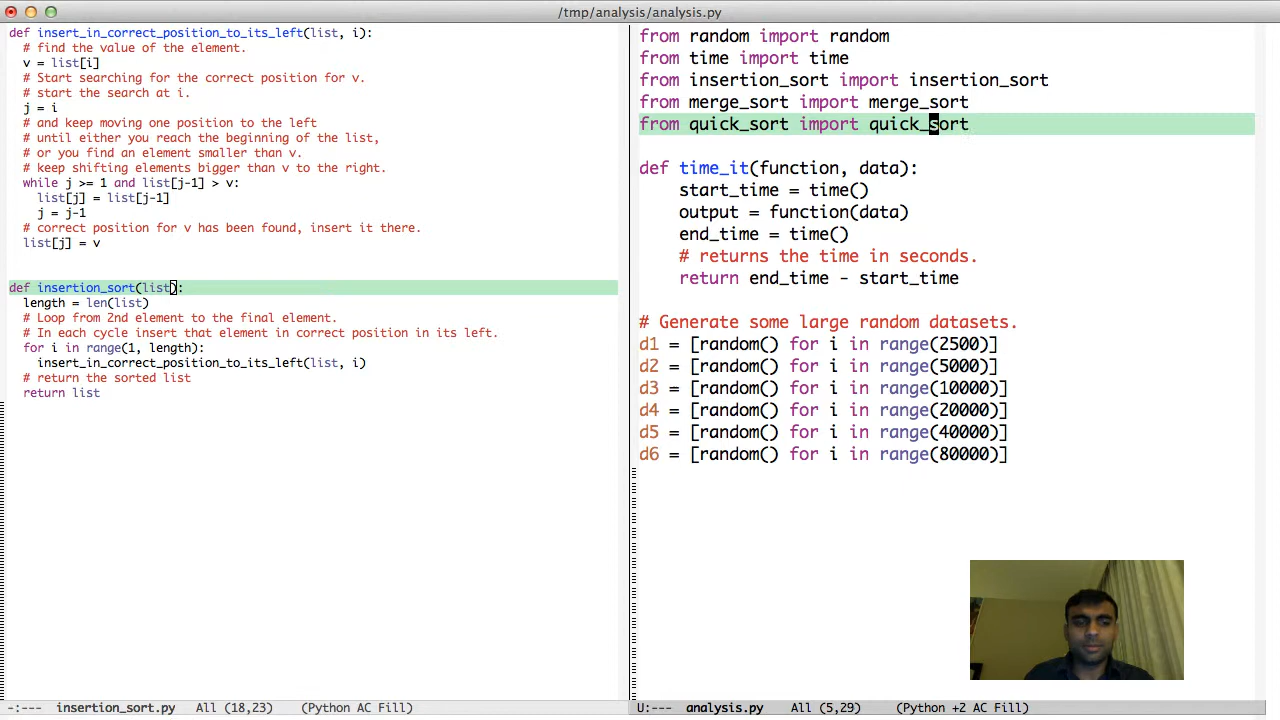 /tmp/analysis/analysis.py
def insert_in_correct_position_to_its_left(list, i):
# find the value of the element.
v = list[i]
# Start searching for the correct position for v.
# start the search at i.
j = i
# and keep moving one position to the left
# until either you reach the beginning of the list,
# or you find an element smaller than v.
# keep shifting elements bigger than v to the right.
while j >= 1 and list[j-1] > v:
list[j] = list[j-1]
j = j-1
# correct position for v has been found, insert it there.
list[j] = v
def insertion_sort(list):
length = len(list)
# Loop from 2nd element to the final element.
# In each cycle insert that element in correct position in its left.
for i in range(1, length):
insert_in_correct_position_to_its_left(list, i)
# return the sorted list
return list
-:--- insertion_sort.py All (18,23) (Python AC Fill)
from random import random
from time import time
from insertion_sort import insertion_sort
from merge_sort import merge_sort
from quick_sort import quick_sort
def time_it(function, data):
start_time = time()
output = function(data)
end_time = time()
# returns the time in seconds.
return end_time - start_time
# Generate some large random datasets.
d1 = [random() for i in range(2500)]
d2 = [random() for i in range(5000)]
d3 = [random() for i in range(10000)]
d4 = [random() for i in range(20000)]
d5 = [random() for i in range(40000)]
d6 = [random() for i in range(80000)]
U:--- analysis.py All (5,29) (Python +2 AC Fill)